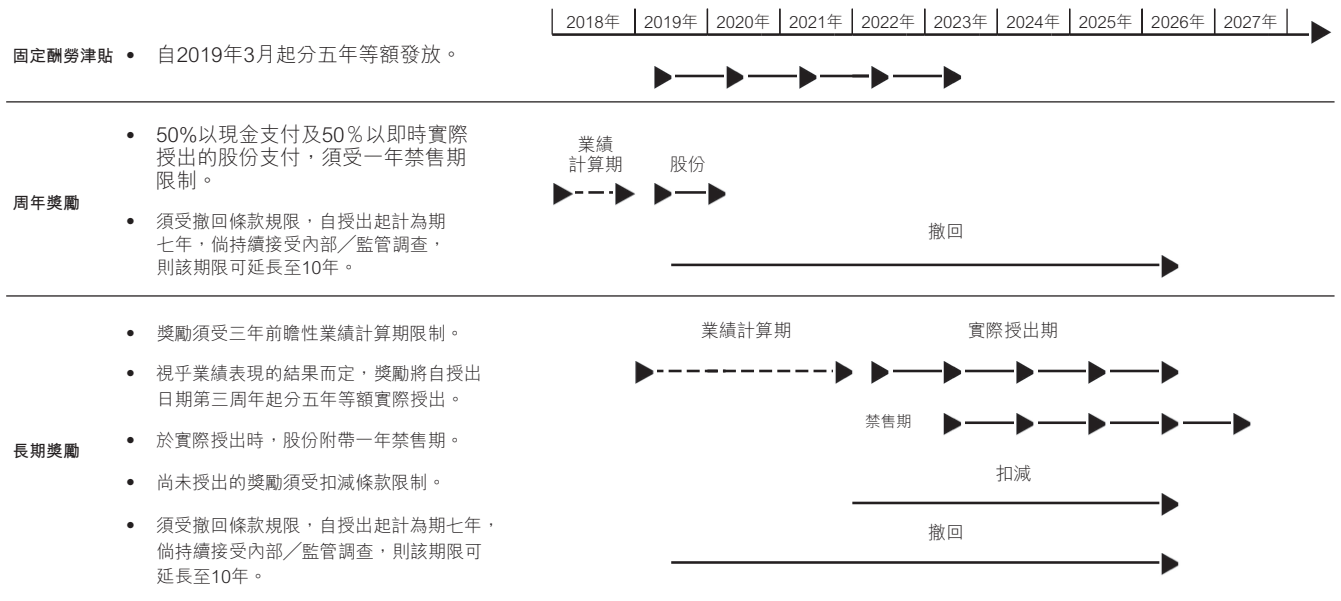 2018年 2019年 2020年 2021年 2022年 2023年 2024年 2025年 2026年 2027年
固定酬勞津貼 • 自2019年3月起分五年等額發放。
周年獎勵
• 50%以現金支付及50％以即時實際
授出的股份支付，須受一年禁售期
限制。
• 須受撤回條款規限，自授出起計為期
七年，倘持續接受內部／監管調查，
則該期限可延長至10年。
業績
計算期
股份
撤回
長期獎勵
• 獎勵須受三年前瞻性業績計算期限制。
• 視乎業績表現的結果而定，獎勵將自授出
日期第三周年起分五年等額實際授出。
• 於實際授出時，股份附帶一年禁售期。
• 尚未授出的獎勵須受扣減條款限制。
• 須受撤回條款規限，自授出起計為期七年，
倘持續接受內部／監管調查，則該期限可
延長至10年。
業績計算期
實際授出期
禁售期
扣減
撤回